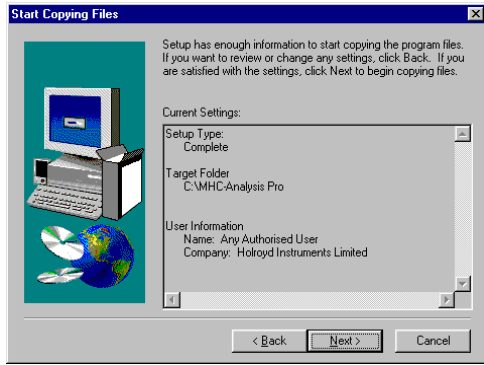 Start Copying Files
Setup has enough information to start copying the program files.
If you want to review or change any settings, click Back. If you
are satisfied with the settings, click Next to begin copying files.
Current Settings:
Setup Type:
Complete
Target Folder
C:\MHC-Analysis Pro
User Information
Name: Any Authorised User
Company: Holroyd Instruments Limited
< Back
Next >
Cancel